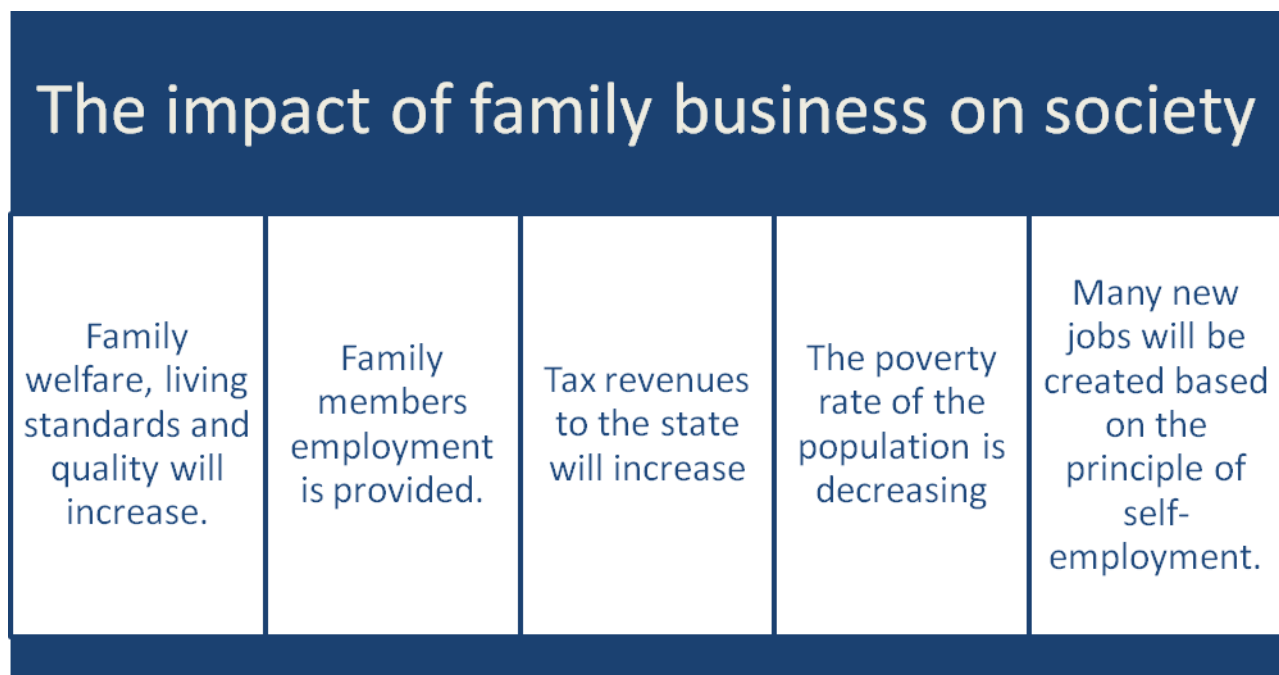 The impact of family business on society
Family
welfare, living
standards and
quality will
increase.
Family
members
employment
is provided.
Tax revenues
to the state
will increase
The poverty
rate of the
population is
decreasing
Many new
jobs will be
created based
on the
principle of
self-
employment.